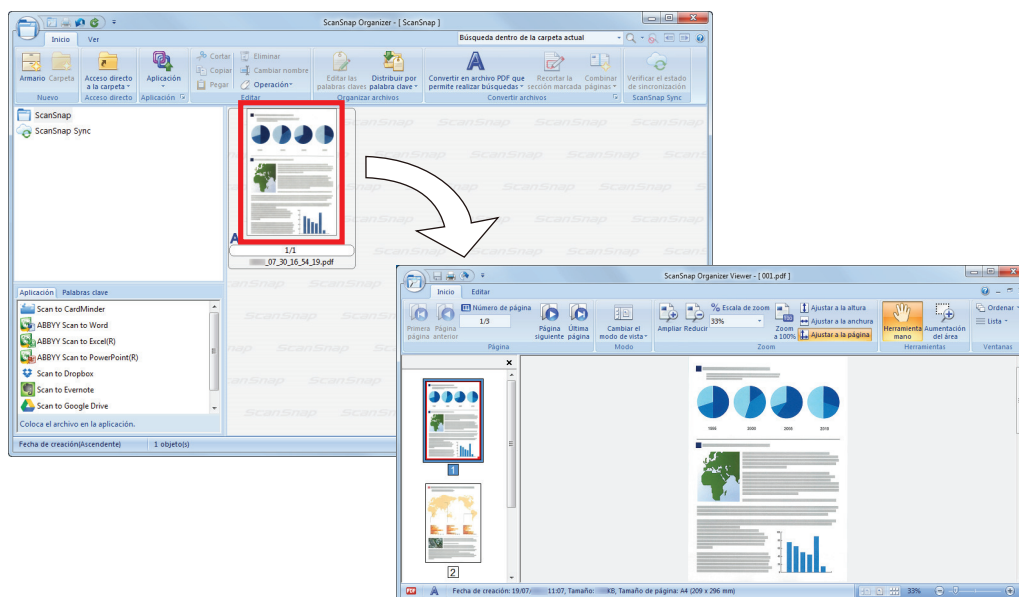 ScanSnap Organizer - [ ScanSnap ]
Inicio Ver
Búsqueda dentro de la carpeta actual
Armario Carpeta
Nuevo
Acceso directo
a la carpeta
Acceso directo
Aplicación
Aplicación
Cortar
Copiar
Pegar
Eliminar
Cambiar nombre
Operación
Editar
Editar las
palabras claves
Distribuir por
palabra clave
Organizar archivos
Convertir en archivo PDF que
permite realizar búsquedas
Recortar la
sección marcada
Combinar
páginas
Convertir archivos
Verificar el estado
de sincronización
ScanSnap Sync
ScanSnap
ScanSnap Sync
A
1/1
_07_30_16_54_19.pdf
Aplicación Palabras clave
Scan to CardMinder
ABBYY Scan to Word
ABBYY Scan to Excel(R)
ABBYY Scan to PowerPoint(R)
Scan to Dropbox
Scan to Evernote
Scan to Google Drive
Coloca el archivo en la aplicación.
Fecha de creación(Ascendente) 1 objeto(s)
ScanSnap Organizer Viewer - [ 001.pdf ]
Inicio Editar
Primera
página
Página
anterior
Número de página
1/3
Página
siguiente
Última
página
Página
Cambiar el
modo de vista
Modo
Ampliar Reducir
% Escala de zoom
33%
Zoom
a 100%
Ajustar a la altura
Ajustar a la anchura
Ajustar a la página
Zoom
Herramienta
mano
Aumentación
del área
Herramientas
Ordenar
Lista
Ventanas
1
2
1995 2000 2005 2010
PDF A Fecha de creación: 19/07/ 11:07, Tamaño: KB, Tamaño de página: A4 (209 x 296 mm)
33%